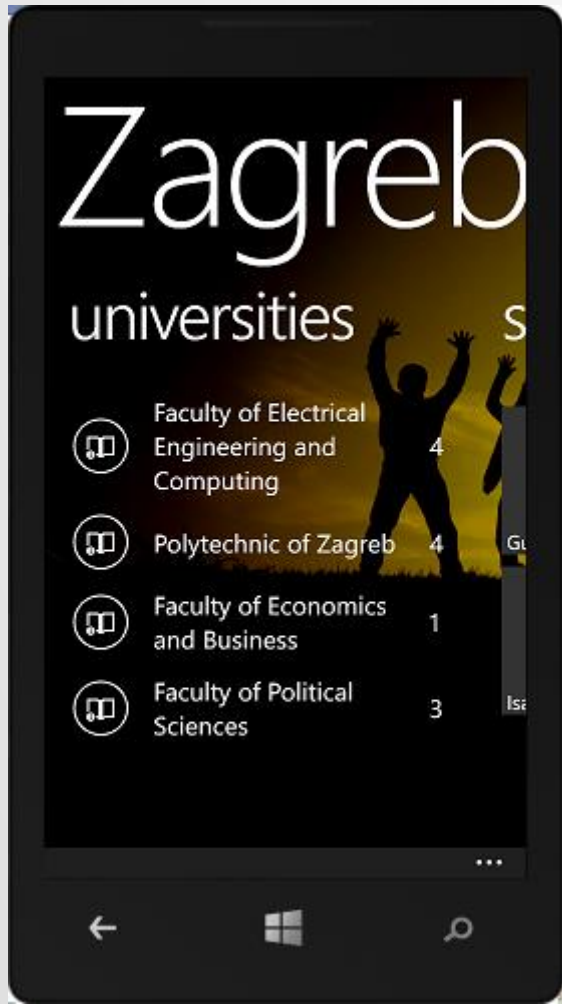 Zagreb
universities
Faculty of Electrical
Engineering and
Computing
4
Polytechnic of Zagreb
4
Faculty of Economics
and Business
1
Faculty of Political
Sciences
3